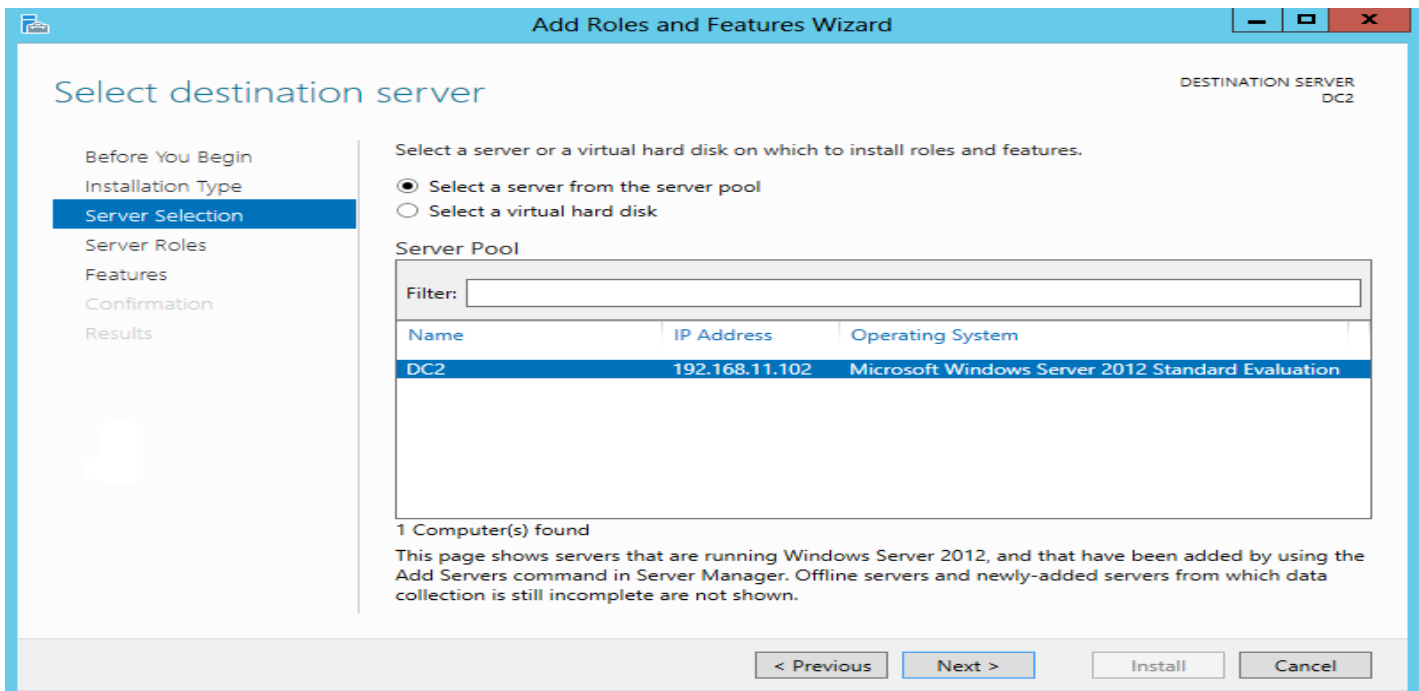 Add Roles and Features Wizard
Select destination server
DESTINATION SERVER
DC2
Before You Begin
Installation Type
Server Selection
Server Roles
Features
Confirmation
Results
Select a server or a virtual hard disk on which to install roles and features.
Select a server from the server pool
Select a virtual hard disk
Server Pool
Filter:
Name IP Address Operating System
DC2 192.168.11.102 Microsoft Windows Server 2012 Standard Evaluation
1 Computer(s) found
This page shows servers that are running Windows Server 2012, and that have been added by using the
Add Servers command in Server Manager. Offline servers and newly-added servers from which data
collection is still incomplete are not shown.
< Previous Next > Install Cancel